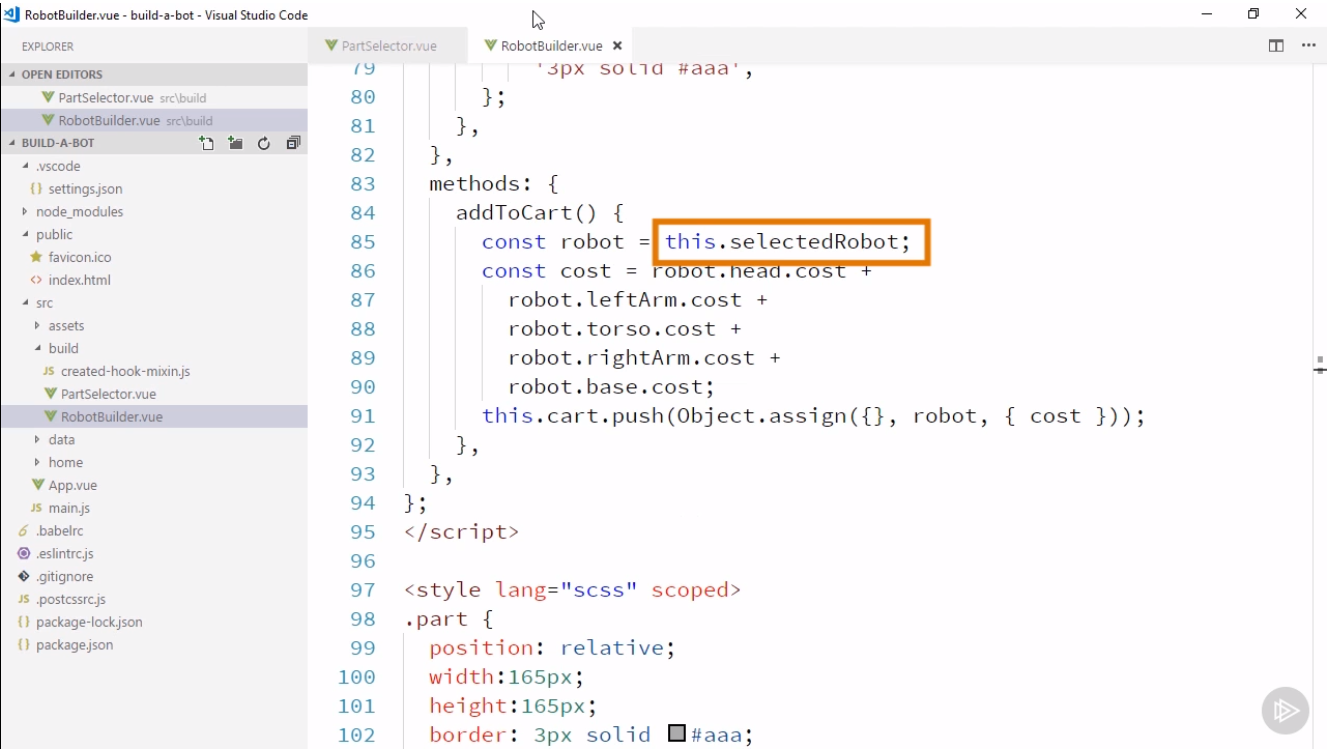 RobotBuilder.vue - build-a-bot - Visual Studio Code
EXPLORER
PartSelector.vue
RobotBuilder.vue ×
OPEN EDITORS
PartSelector.vue src\build
RobotBuilder.vue src\build
BUILD-A-BOT
.vscode
{} settings.json
node_modules
public
favicon.ico
<> index.html
src
assets
build
JS created-hook-mixin.js
PartSelector.vue
RobotBuilder.vue
data
home
App.vue
JS main.js
.babelrc
.eslintrc.js
.gitignore
JS .postcssrc.js
{} package-lock.json
{} package.json
79 '3px solid #aaa',
80 };
81 },
82 },
83 methods: {
84 addToCart() {
85 const robot = this.selectedRobot;
86 const cost = robot.head.cost +
87 robot.leftArm.cost +
88 robot.torso.cost +
89 robot.rightArm.cost +
90 robot.base.cost;
91 this.cart.push(Object.assign({}, robot, { cost }));
92 },
93 },
94 };
95 </script>
96
97 <style lang="scss" scoped>
98 .part {
99 position: relative;
100 width:165px;
101 height:165px;
102 border: 3px solid #aaa;